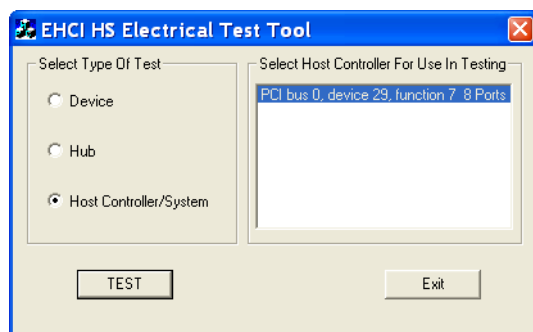 EHCI HS Electrical Test Tool
Select Type Of Test
Device
Hub
Host Controller/System
Select Host Controller For Use In Testing
PCI bus 0, device 29, function 7 8 Ports
TEST
Exit